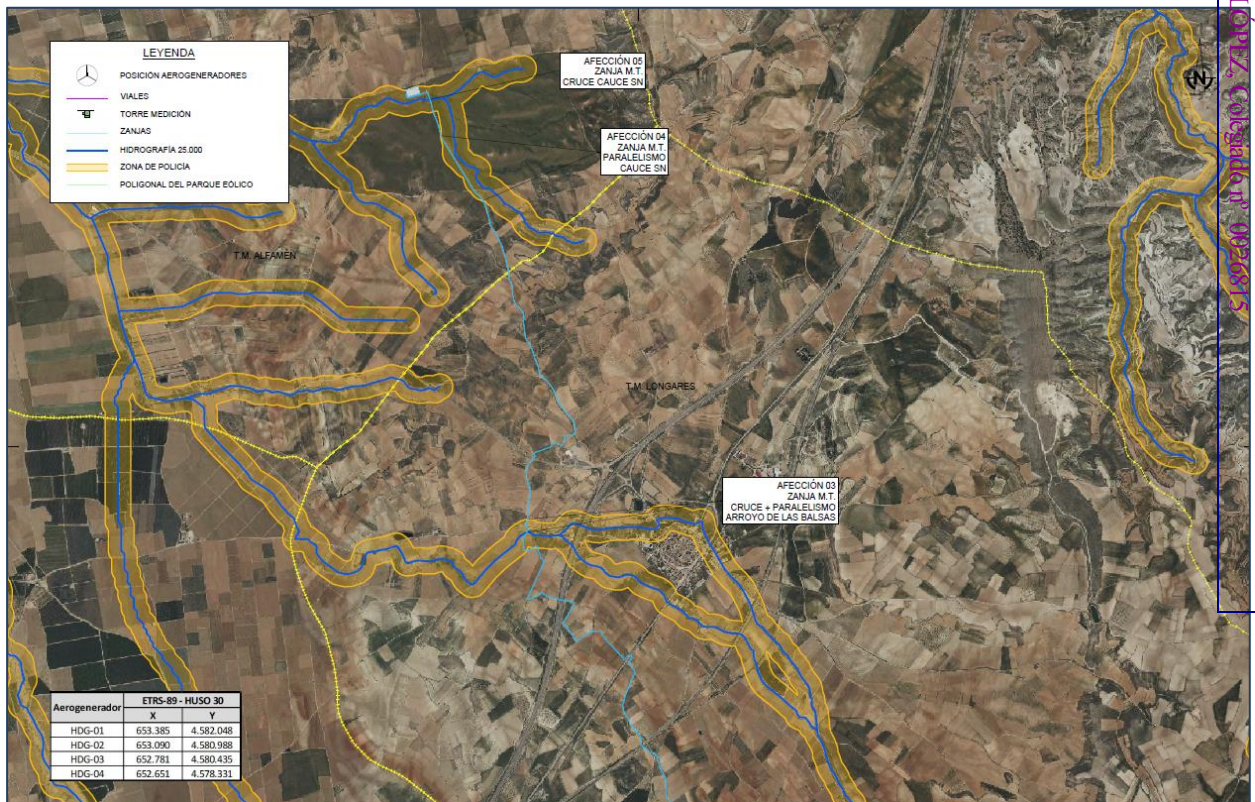 LEYENDA
POSICIÓN AEROGENERADORES
VIALES
TORRE MEDICIÓN
ZANJAS
HIDROGRAFÍA 25.000
ZONA DE POLICÍA
POLIGONAL DEL PARQUE EÓLICO
AFECCIÓN 05
ZANJA M.T.
CRUCE CAUCE SN
AFECCIÓN 04
ZANJA M.T.
PARALELISMO
CAUCE SN
N
LÓPEZ, Colegiado nº 0026815
T.M. ALFAMÉN
T.M. LONGARES
AFECCIÓN 03
ZANJA M.T.
CRUCE + PARALELISMO
ARROYO DE LAS BALSAS
Aerogenerador ETRS-89 - HUSO 30
X Y
HDG-01 653.385 4.582.048
HDG-02 653.090 4.580.988
HDG-03 652.781 4.580.435
HDG-04 652.651 4.578.331